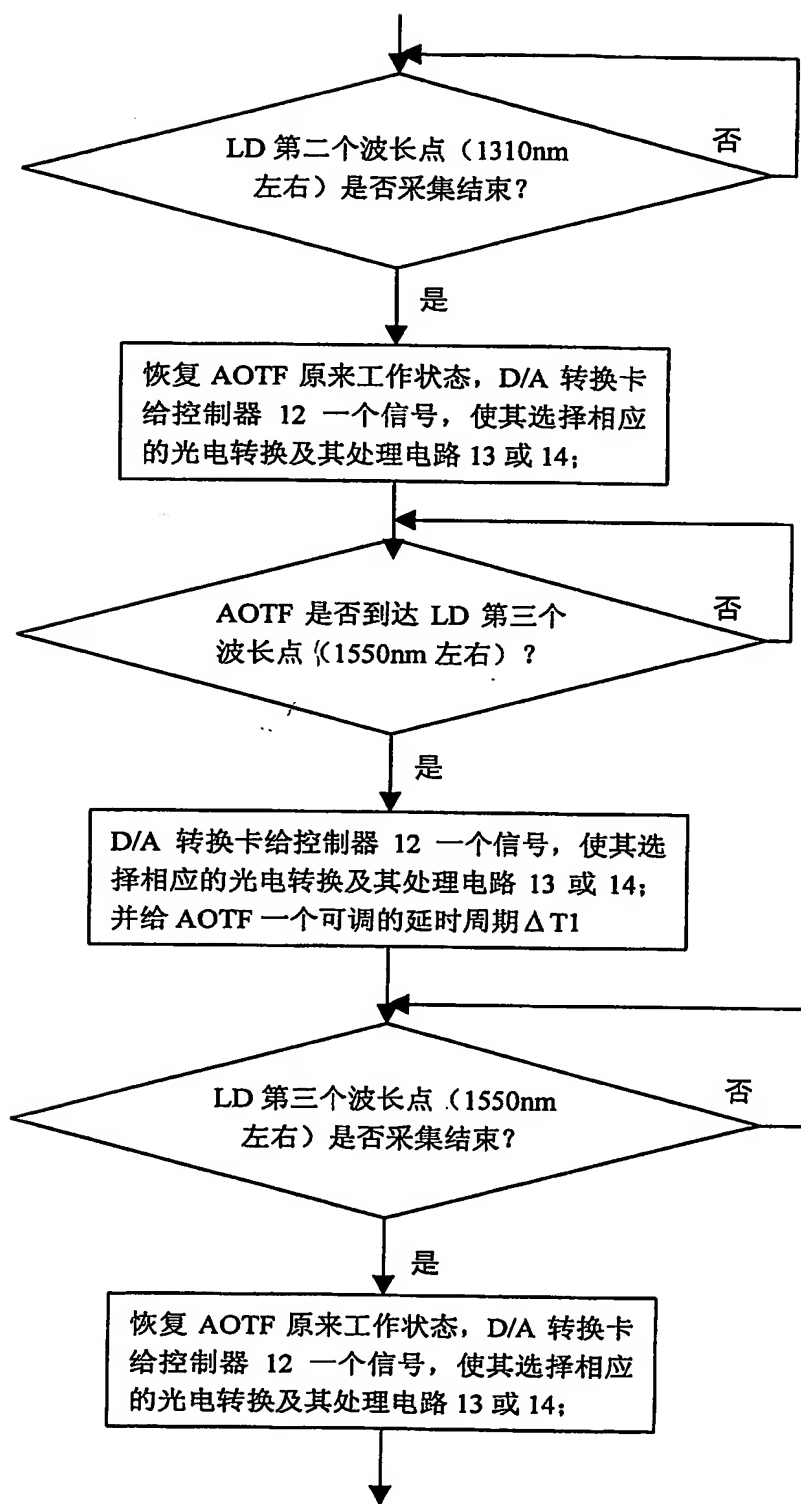 LD 第二个波长点（1310nm
左右）是否采集结束？
否
是
恢复 AOTF 原来工作状态，D/A 转换卡
给控制器 12 一个信号，使其选择相应
的光电转换及其处理电路 13 或 14；
AOTF 是否到达 LD 第三个
波长点（1550nm 左右）？
否
是
D/A 转换卡给控制器 12 一个信号，使其选
择相应的光电转换及其处理电路 13 或 14；
并给 AOTF 一个可调的延时周期ΔT1
LD 第三个波长点（1550nm
左右）是否采集结束？
否
是
恢复 AOTF 原来工作状态，D/A 转换卡
给控制器 12 一个信号，使其选择相应
的光电转换及其处理电路 13 或 14；